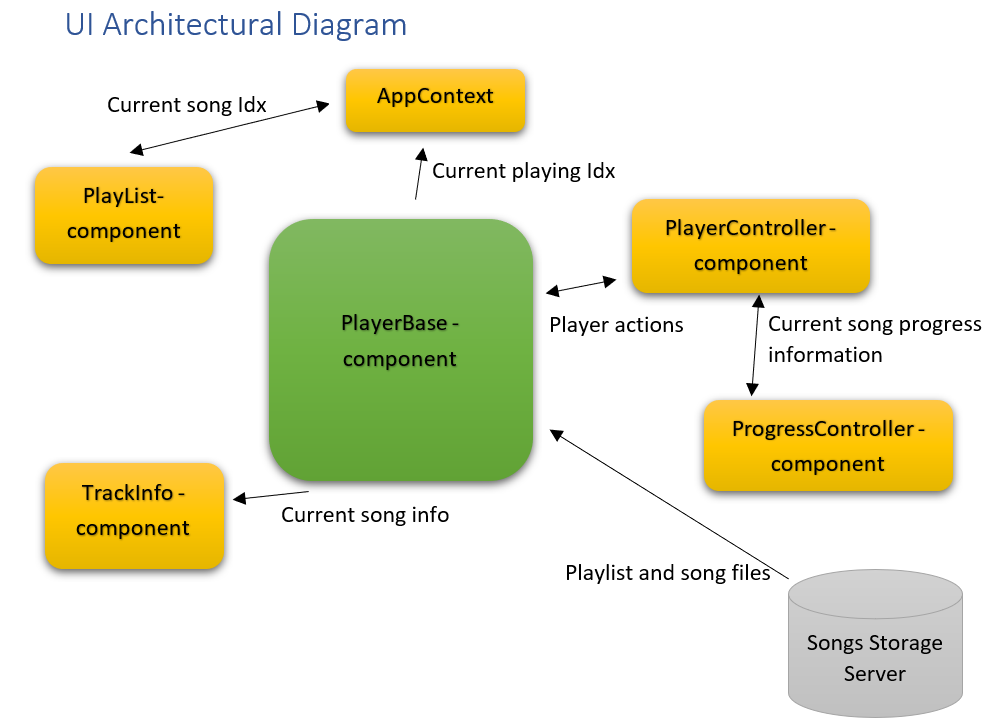 UI Architectural Diagram
AppContext
Current song Idx
Current playing Idx
PlayList-
component
PlayerController -
component
PlayerBase -
component
Player actions
Current song progress
information
ProgressController -
component
TrackInfo -
component
Current song info
Playlist and song files
Songs Storage
Server